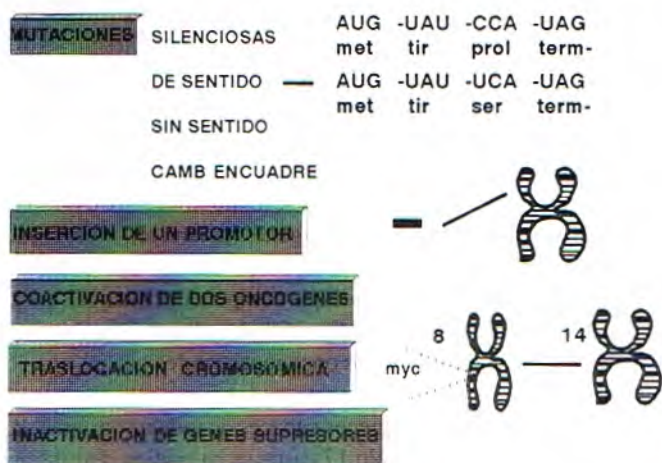 MUTACIONES SILENCIOSAS AUG -UAU -CCA -UAG
met tir prol term-
DE SENTIDO AUG -UAU -UCA -UAG
met tir ser term-
SIN SENTIDO
CAMB ENCUADRE
INSERCION DE UN PROMOTOR
COACTIVACION DE DOS ONCOGENES
8 14
TRASLOCACION CROMOSOMICA myc
INACTIVACION DE GENES SUPRESORES